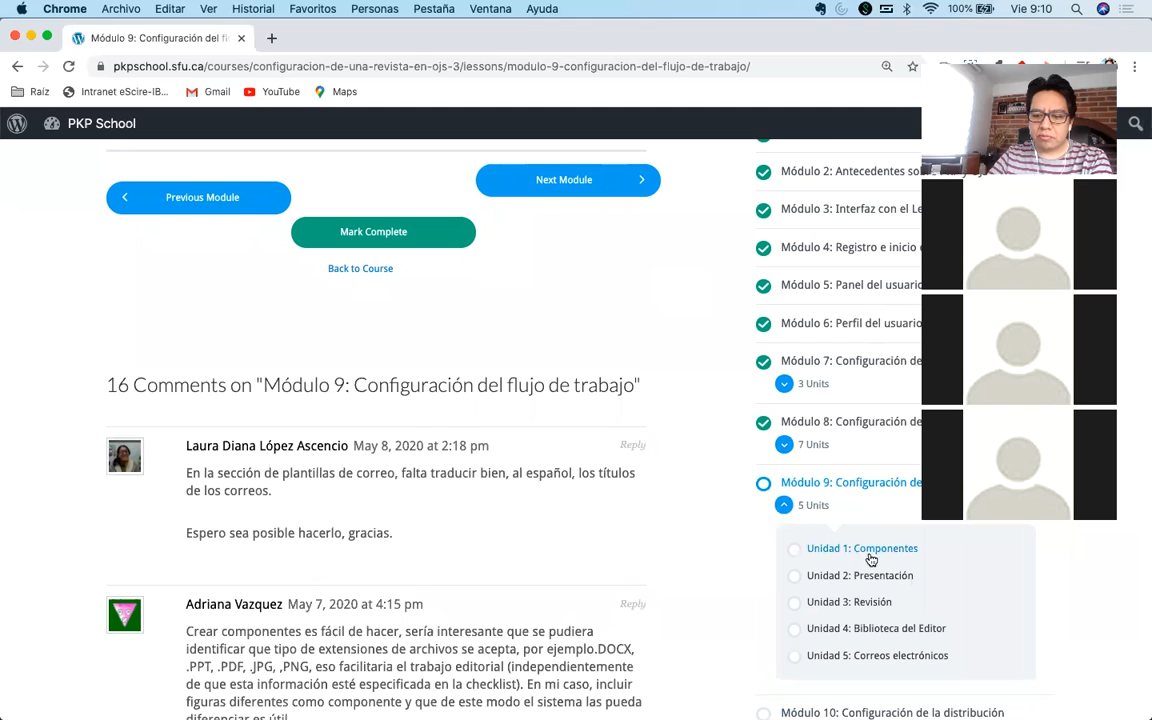 Chrome Archivo Editar Ver Historial Favoritos Personas Pestaña Ventana Ayuda 100% Vie 9:10
Módulo 9: Configuración del fl
pkpschool.sfu.ca/courses/configuracion-de-una-revista-en-ojs-3/lessons/modulo-9-configuracion-del-flujo-de-trabajo/
Raíz Intranet eScire-IB... Gmail YouTube Maps
PKP School
Previous Module
Next Module
Mark Complete
Back to Course
16 Comments on "Módulo 9: Configuración del flujo de trabajo"
Laura Diana López Ascencio May 8, 2020 at 2:18 pm Reply
En la sección de plantillas de correo, falta traducir bien, al español, los títulos
de los correos.
Espero sea posible hacerlo, gracias.
Adriana Vazquez May 7, 2020 at 4:15 pm Reply
Crear componentes es fácil de hacer, sería interesante que se pudiera
identificar que tipo de extensiones de archivos se acepta, por ejemplo.DOCX,
.PPT, .PDF, .JPG, ,PNG, eso facilitaria el trabajo editorial (independientemente
de que esta información esté especificada en la checklist). En mi caso, incluir
figuras diferentes como componente y que de este modo el sistema las pueda
diferenciar es útil.
Módulo 2: Antecedentes so
Módulo 3: Interfaz con el Le
Módulo 4: Registro e inicio
Módulo 5: Panel del usuario
Módulo 6: Perfil del usuario
Módulo 7: Configuración de
3 Units
Módulo 8: Configuración de
7 Units
Módulo 9: Configuración de
5 Units
Unidad 1: Componentes
Unidad 2: Presentación
Unidad 3: Revisión
Unidad 4: Biblioteca del Editor
Unidad 5: Correos electrónicos
Módulo 10: Configuración de la distribución